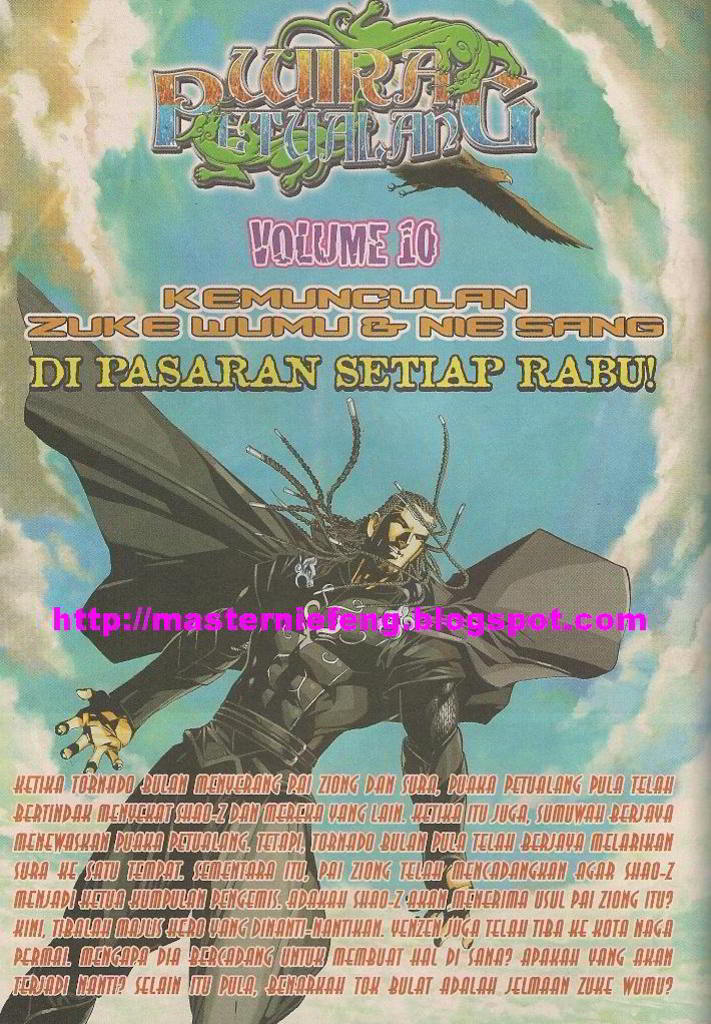 WIRA
PETUALANG
VOLUME 10
KEMUNCULAN
ZUKE WUMU & NIE SANG
DI PASARAN SETIAP RABU!
http://masterniefeng.blogspot.com
KETIKA TORNADO BULAN MENYERANG PAI ZIONG DAN SURA, PUAKA PETUALANG PULA TELAH
BERTINDAK MENYEKAT SHAO-Z DAN MEREKA YANG LAIN. KETIKA ITU JUGA, SUMUWAH BERJAYA
MENEWASKAN PUAKA PETUALANG. TETAPI, TORNADO BULAN PULA TELAH BERJAYA MELARIKAN
SURA KE SATU TEMPAT. SEMENTARA ITU, PAI ZIONG TELAH MENCADANGKAN AGAR SHAO-Z
MENJADI KETUA KUMPULAN PENGEMIS. ADAKAH SHAO-Z AKAN MENERIMA USUL PAI ZIONG ITU?
KINI, TIBALAH MAJLIS HERO YANG DINANTI-NANTIKAN. YENZEN JUGA TELAH TIBA KE KOTA NAGA
PERMAI. MENGAPA DIA BERCADANG UNTUK MEMBUAT HAL DI SANA? APAKAH YANG AKAN
TERJADI NANTI? SELAIN ITU PULA, BENARKAH TOK BULAT ADALAH JELMAAN ZUKE WUMU?